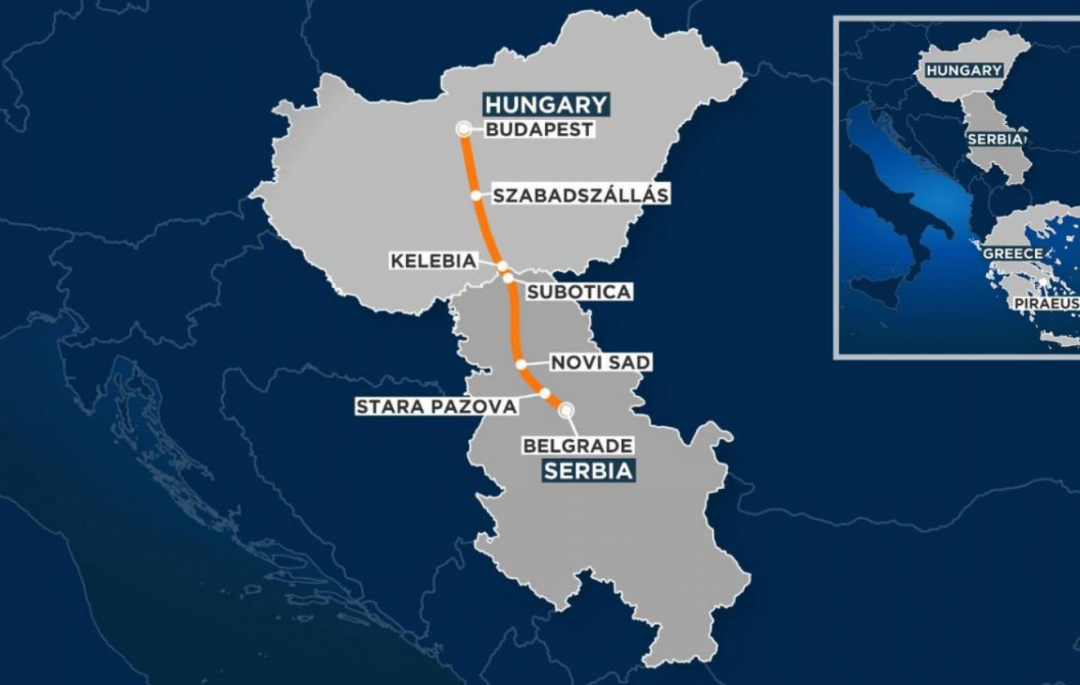 HUNGARY
BUDAPEST
SZABADSZÁLLÁS
KELEBIA
SUBOTICA
NOVI SAD
STARA PAZOVA
BELGRADE
SERBIA
HUNGARY
SERBIA
GREECE
PIRAEUS